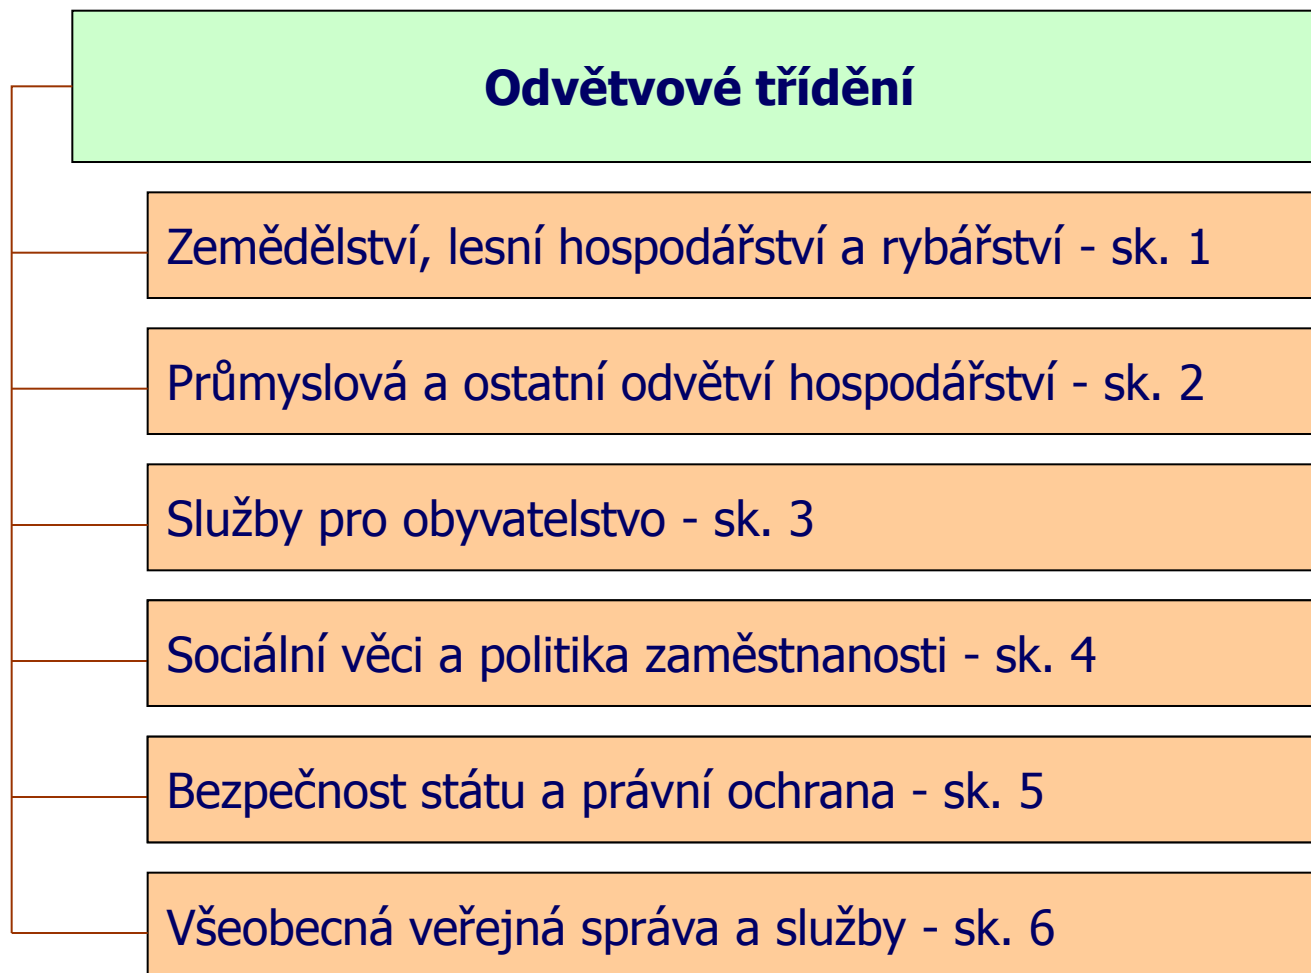 Odvětvové třídění
Zemědělství, lesní hospodářství a rybářství - sk. 1
Průmyslová a ostatní odvětví hospodářství - sk. 2
Služby pro obyvatelstvo - sk. 3
Sociální věci a politika zaměstnanosti - sk. 4
Bezpečnost státu a právní ochrana - sk. 5
Všeobecná veřejná správa a služby - sk. 6